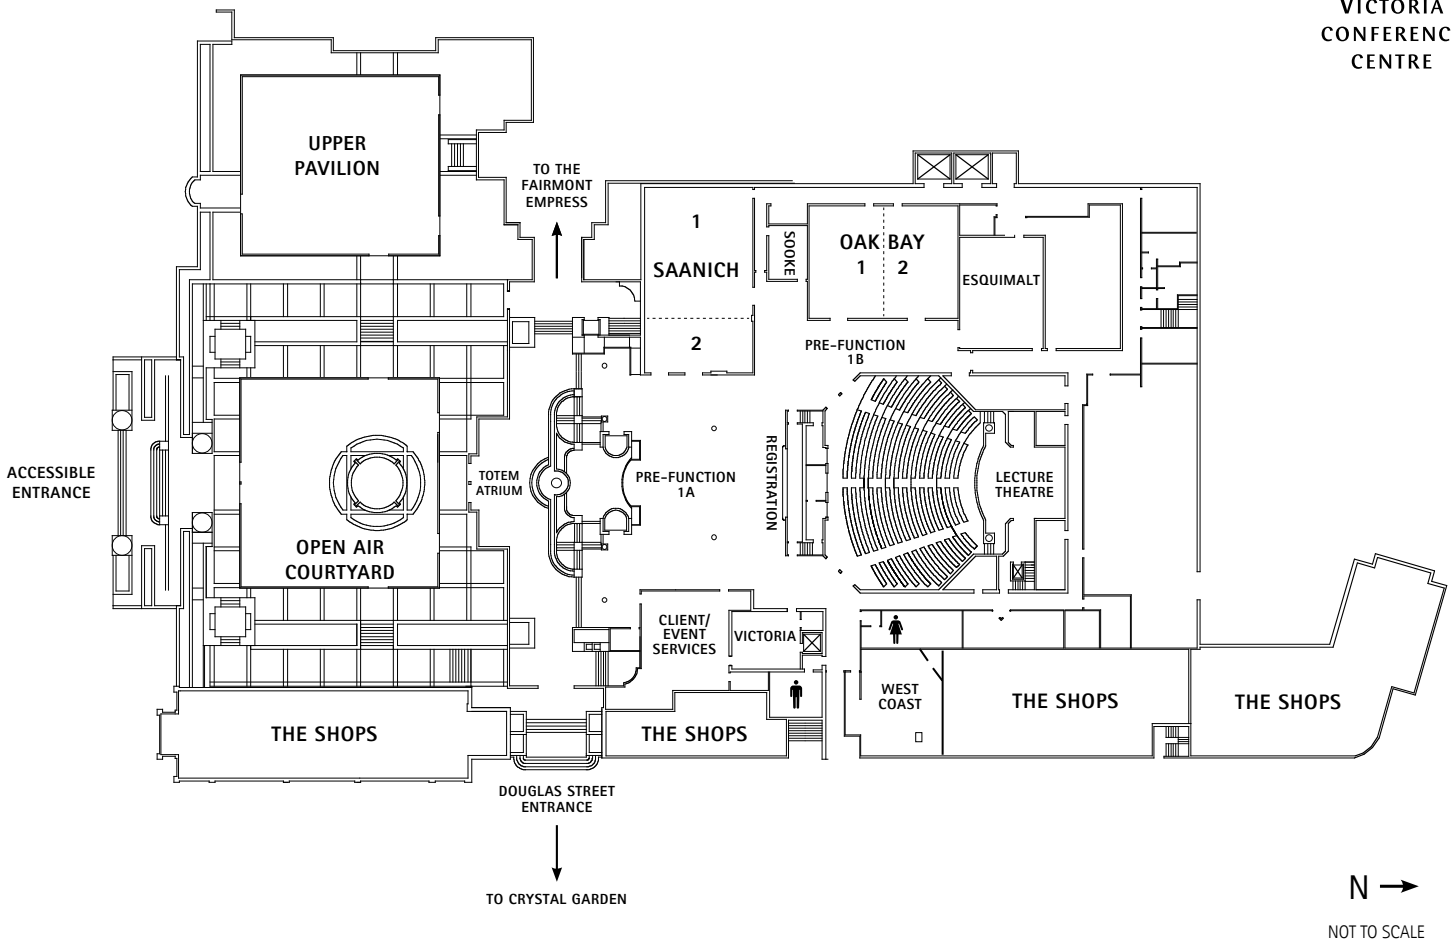 VICTORIA
CONFERENC
CENTRE
UPPER
PAVILION
TO THE
FAIRMONT
EMPRESS
1
SAANICH
2
SOOKE
OAK BAY
1 2
ESQUIMALT
PRE-FUNCTION
1B
ACCESSIBLE
ENTRANCE
TOTEM
ATRIUM
PRE-FUNCTION
1A
REGISTRATION
LECTURE
THEATRE
OPEN AIR
COURTYARD
CLIENT/
EVENT
SERVICES
VICTORIA
WEST
COAST
THE SHOPS
THE SHOPS
THE SHOPS
THE SHOPS
DOUGLAS STREET
ENTRANCE
TO CRYSTAL GARDEN
N
NOT TO SCALE